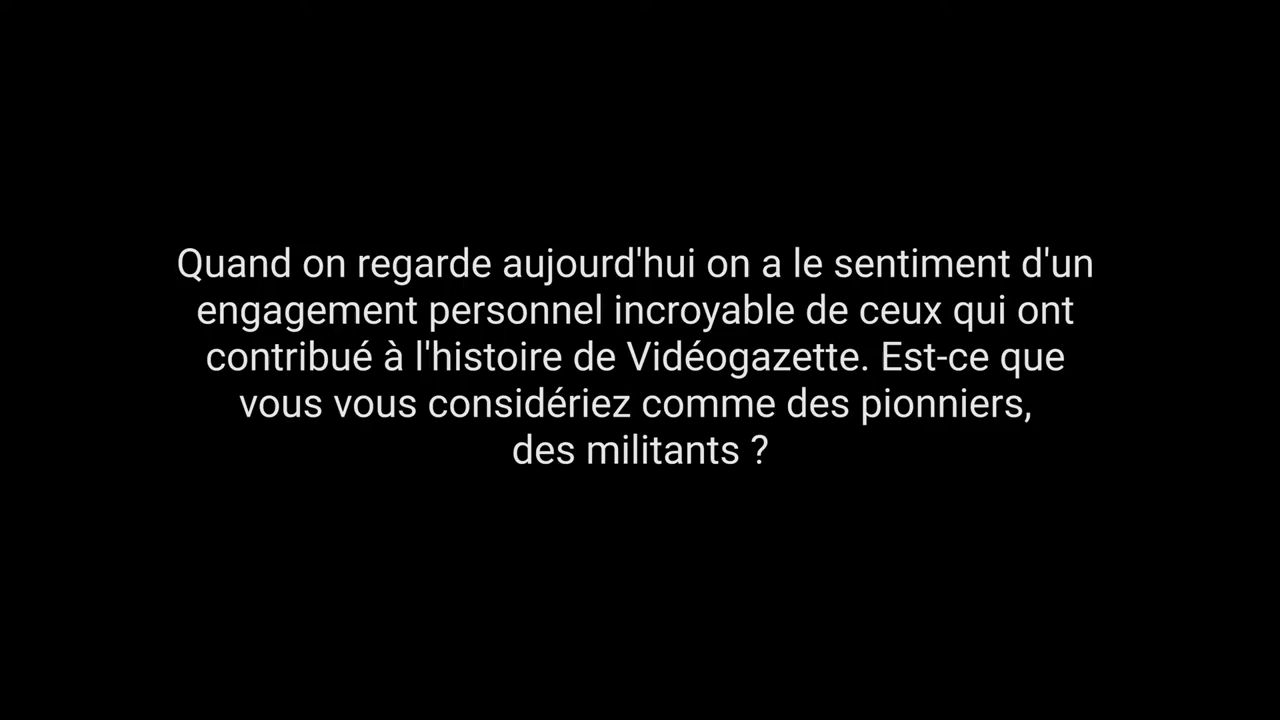 Quand on regarde aujourd'hui on a le sentiment d'un
engagement personnel incroyable de ceux qui ont
contribué à l'histoire de Vidéogazette. Est-ce que
vous vous considériez comme des pionniers,
des militants ?